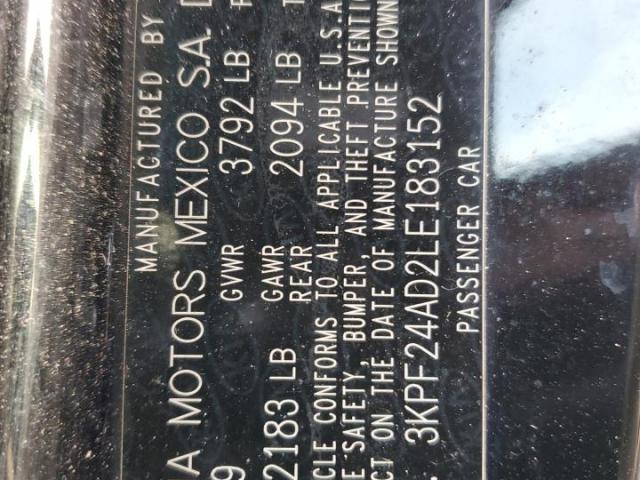 MANUFACTURED BY
A MOTORS MEXICO S.A.
9 GVWR 3792 LB
2183 LB GAWR REAR 2094 LB
CLE CONFORMS TO ALL APPLICABLE U.S.A
E SAFETY, BUMPER, AND THEFT PREVENTIO
CT ON THE DATE OF MANUFACTURE SHOWN
3KPF24AD2LE183152
PASSENGER CAR